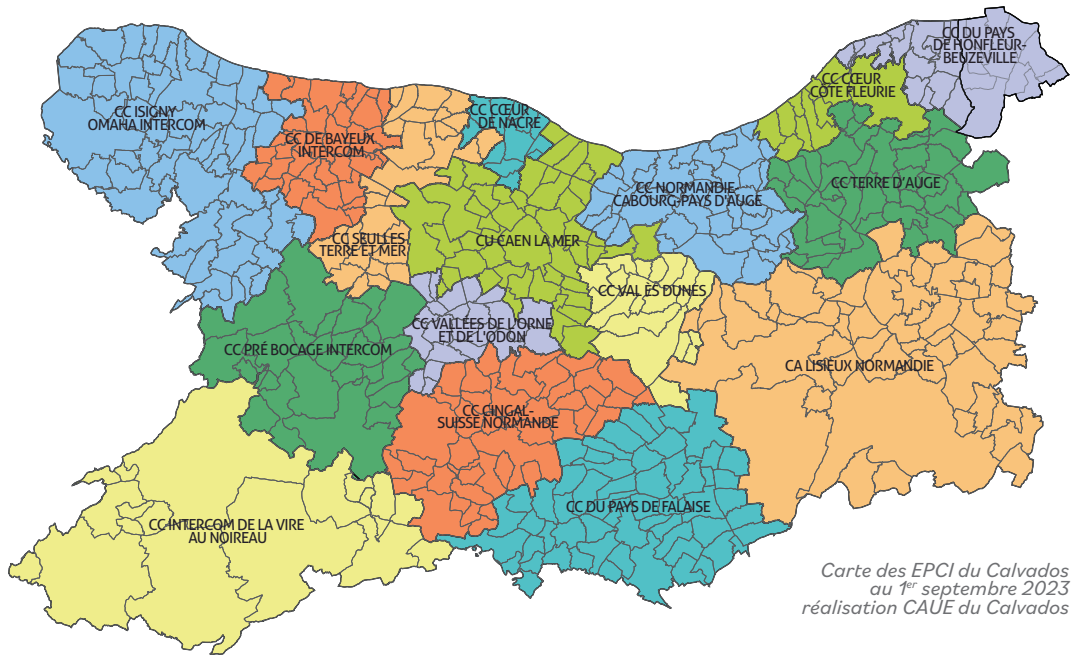 CC DU PAYS
DE HONFLEUR-
BEUZEVILLE
CC CŒUR
CÔTE FLEURIE
CC ISIGNY
OMAHA INTERCOM
CC CŒUR
DE NACRE
CC DE BAYEUX
INTERCOM
CC TERRE D'AUGE
CC NORMANDIE-
CABOURG-PAYS D'AUGE
CC SEULLES
TERRE ET MER
CU CAEN LA MER
CC VAL ÈS DUNES
CC VALLÉES DE L'ORNE
ET DE L'ODON
CC PRÉ BOCAGE INTERCOM
CA LISIEUX NORMANDIE
CC CINGAL-
SUISSE NORMANDE
CC DU PAYS DE FALAISE
CC INTERCOM DE LA VIRE
AU NOIREAU
Carte des EPCI du Calvados
au 1er septembre 2023
réalisation CAUE du Calvados